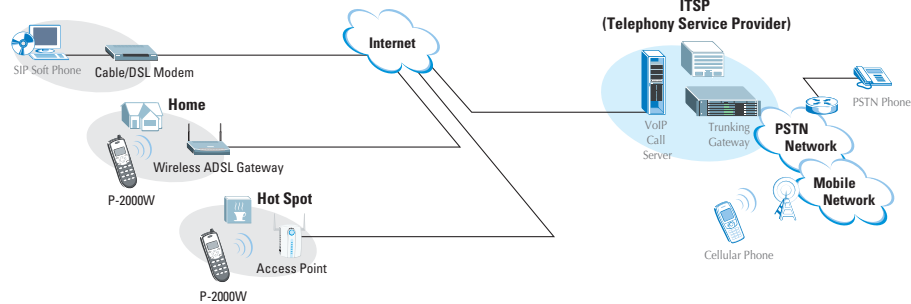 ITSP
(Telephony Service Provider)
Internet
SIP Soft Phone
Cable/DSL Modem
PSTN Phone
Home
VoIP
Call
Server
Trunking
Gateway
PSTN
Network
Wireless ADSL Gateway
P-2000W
Mobile
Network
Hot Spot
Cellular Phone
Access Point
P-2000W